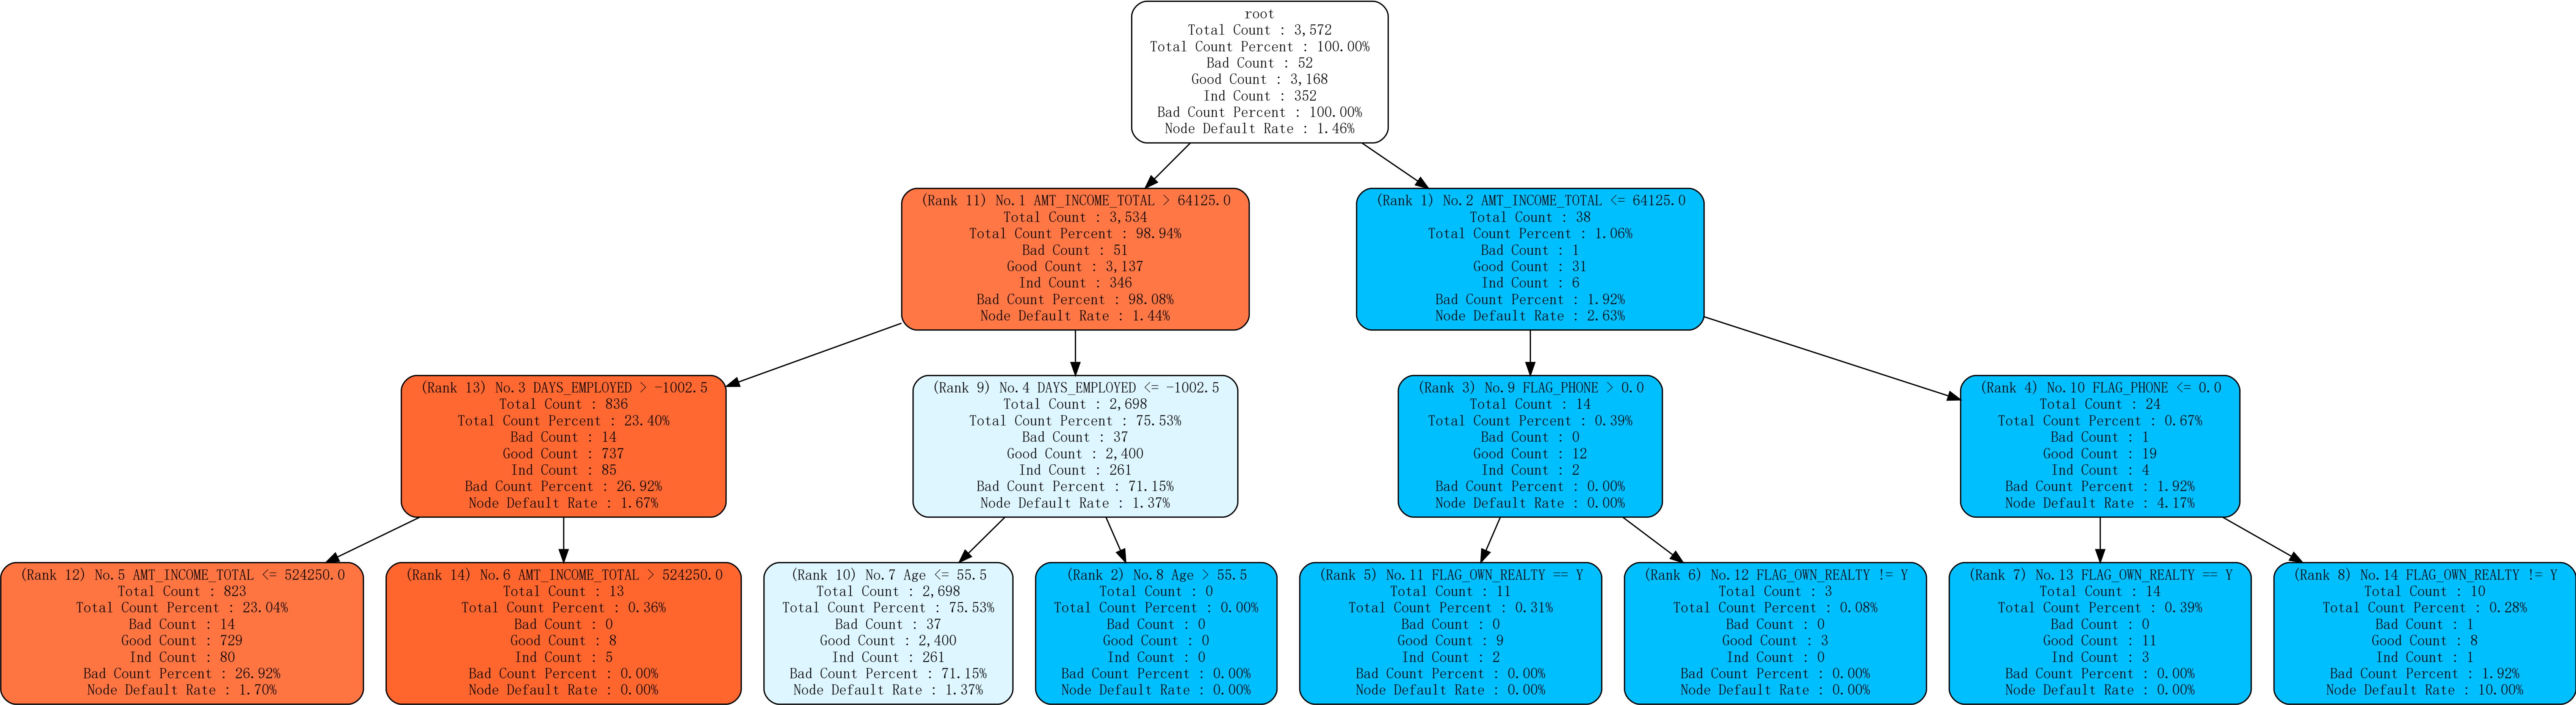 root
Total Count : 3,572
Total Count Percent : 100.00%
Bad Count : 52
Good Count : 3,168
Ind Count : 352
Bad Count Percent : 100.00%
Node Default Rate : 1.46%
(Rank 11) No.1 AMT_INCOME_TOTAL > 64125.0
Total Count : 3,534
Total Count Percent : 98.94%
Bad Count : 51
Good Count : 3,137
Ind Count : 346
Bad Count Percent : 98.08%
Node Default Rate : 1.44%
(Rank 1) No.2 AMT_INCOME_TOTAL <= 64125.0
Total Count : 38
Total Count Percent : 1.06%
Bad Count : 1
Good Count : 31
Ind Count : 6
Bad Count Percent : 1.92%
Node Default Rate : 2.63%
(Rank 13) No.3 DAYS_EMPLOYED > -1002.5
Total Count : 836
Total Count Percent : 23.40%
Bad Count : 14
Good Count : 737
Ind Count : 85
Bad Count Percent : 26.92%
Node Default Rate : 1.67%
(Rank 9) No.4 DAYS_EMPLOYED <= -1002.5
Total Count : 2,698
Total Count Percent : 75.53%
Bad Count : 37
Good Count : 2,400
Ind Count : 261
Bad Count Percent : 71.15%
Node Default Rate : 1.37%
(Rank 3) No.9 FLAG_PHONE > 0.0
Total Count : 14
Total Count Percent : 0.39%
Bad Count : 0
Good Count : 12
Ind Count : 2
Bad Count Percent : 0.00%
Node Default Rate : 0.00%
(Rank 4) No.10 FLAG_PHONE <= 0.0
Total Count : 24
Total Count Percent : 0.67%
Bad Count : 1
Good Count : 19
Ind Count : 4
Bad Count Percent : 1.92%
Node Default Rate : 4.17%
(Rank 12) No.5 AMT_INCOME_TOTAL <= 524250.0
Total Count : 823
Total Count Percent : 23.04%
Bad Count : 14
Good Count : 729
Ind Count : 80
Bad Count Percent : 26.92%
Node Default Rate : 1.70%
(Rank 14) No.6 AMT_INCOME_TOTAL > 524250.0
Total Count : 13
Total Count Percent : 0.36%
Bad Count : 0
Good Count : 8
Ind Count : 5
Bad Count Percent : 0.00%
Node Default Rate : 0.00%
(Rank 10) No.7 Age <= 55.5
Total Count : 2,698
Total Count Percent : 75.53%
Bad Count : 37
Good Count : 2,400
Ind Count : 261
Bad Count Percent : 71.15%
Node Default Rate : 1.37%
(Rank 2) No.8 Age > 55.5
Total Count : 0
Total Count Percent : 0.00%
Bad Count : 0
Good Count : 0
Ind Count : 0
Bad Count Percent : 0.00%
Node Default Rate : 0.00%
(Rank 5) No.11 FLAG_OWN_REALTY == Y
Total Count : 11
Total Count Percent : 0.31%
Bad Count : 0
Good Count : 9
Ind Count : 2
Bad Count Percent : 0.00%
Node Default Rate : 0.00%
(Rank 6) No.12 FLAG_OWN_REALTY != Y
Total Count : 3
Total Count Percent : 0.08%
Bad Count : 0
Good Count : 3
Ind Count : 0
Bad Count Percent : 0.00%
Node Default Rate : 0.00%
(Rank 7) No.13 FLAG_OWN_REALTY == Y
Total Count : 14
Total Count Percent : 0.39%
Bad Count : 0
Good Count : 11
Ind Count : 3
Bad Count Percent : 0.00%
Node Default Rate : 0.00%
(Rank 8) No.14 FLAG_OWN_REALTY != Y
Total Count : 10
Total Count Percent : 0.28%
Bad Count : 1
Good Count : 8
Ind Count : 1
Bad Count Percent : 1.92%
Node Default Rate : 10.00%